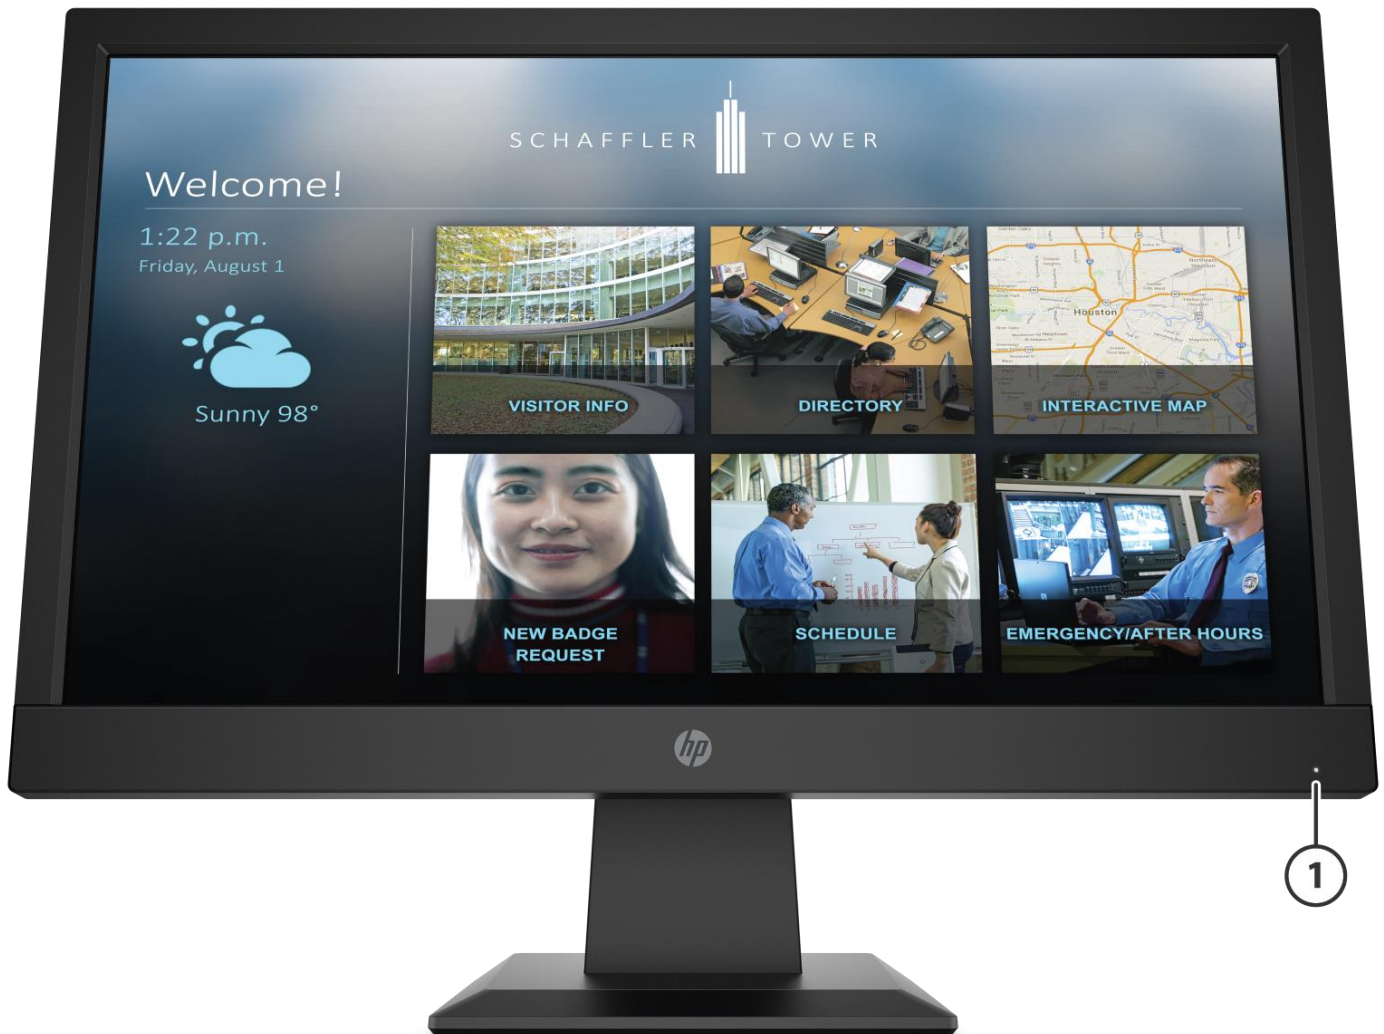 SCHAFFLER TOWER
Welcome!
1:22 p.m.
Friday, August 1
Sunny 98°
VISITOR INFO
DIRECTORY
Houston
INTERACTIVE MAP
NEW BADGE
REQUEST
SCHEDULE
EMERGENCY/AFTER HOURS
hp
1